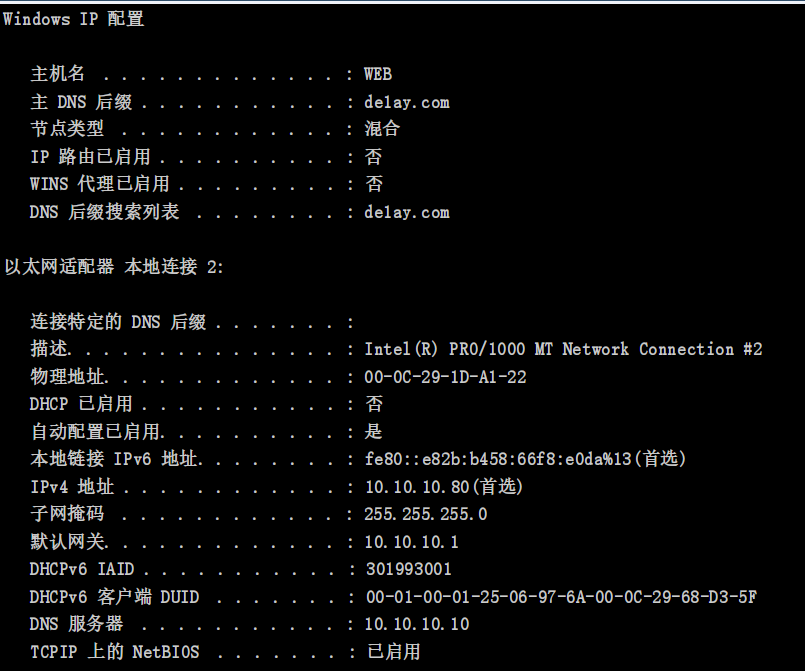 Windows IP 配置
主机名 . . . . . . . . . . . . . : WEB
主 DNS 后缀 . . . . . . . . . . . : delay.com
节点类型 . . . . . . . . . . . . : 混合
IP 路由已启用 . . . . . . . . . . : 否
WINS 代理已启用 . . . . . . . . . : 否
DNS 后缀搜索列表 . . . . . . . . : delay.com
以太网适配器 本地连接 2:
连接特定的 DNS 后缀 . . . . . . . :
描述. . . . . . . . . . . . . . . : Intel(R) PRO/1000 MT Network Connection #2
物理地址. . . . . . . . . . . . . : 00-0C-29-1D-A1-22
DHCP 已启用 . . . . . . . . . . . : 否
自动配置已启用. . . . . . . . . . : 是
本地链接 IPv6 地址. . . . . . . . : fe80::e82b:b458:66f8:e0da%13(首选)
IPv4 地址 . . . . . . . . . . . . : 10.10.10.80(首选)
子网掩码 . . . . . . . . . . . . : 255.255.255.0
默认网关. . . . . . . . . . . . . : 10.10.10.1
DHCPv6 IAID . . . . . . . . . . . : 301993001
DHCPv6 客户端 DUID . . . . . . . : 00-01-00-01-25-06-97-6A-00-0C-29-68-D3-5F
DNS 服务器 . . . . . . . . . . . : 10.10.10.10
TCPIP 上的 NetBIOS . . . . . . . : 已启用